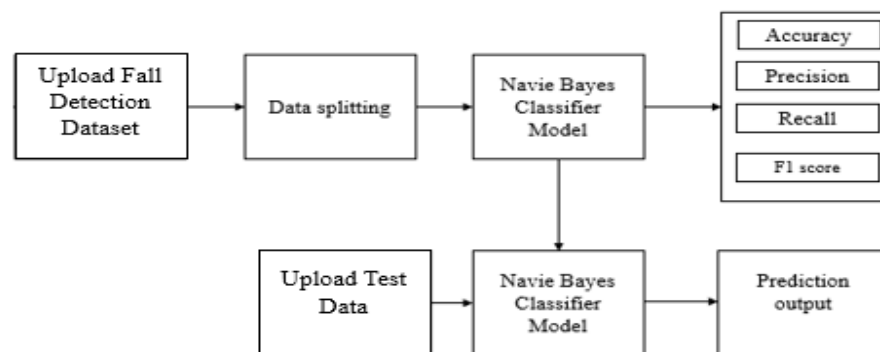 Upload Fall
Detection
Dataset
Data splitting
Navie Bayes
Classifier
Model
Accuracy
Precision
Recall
F1 score
Upload Test
Data
Navie Bayes
Classifier
Model
Prediction
output